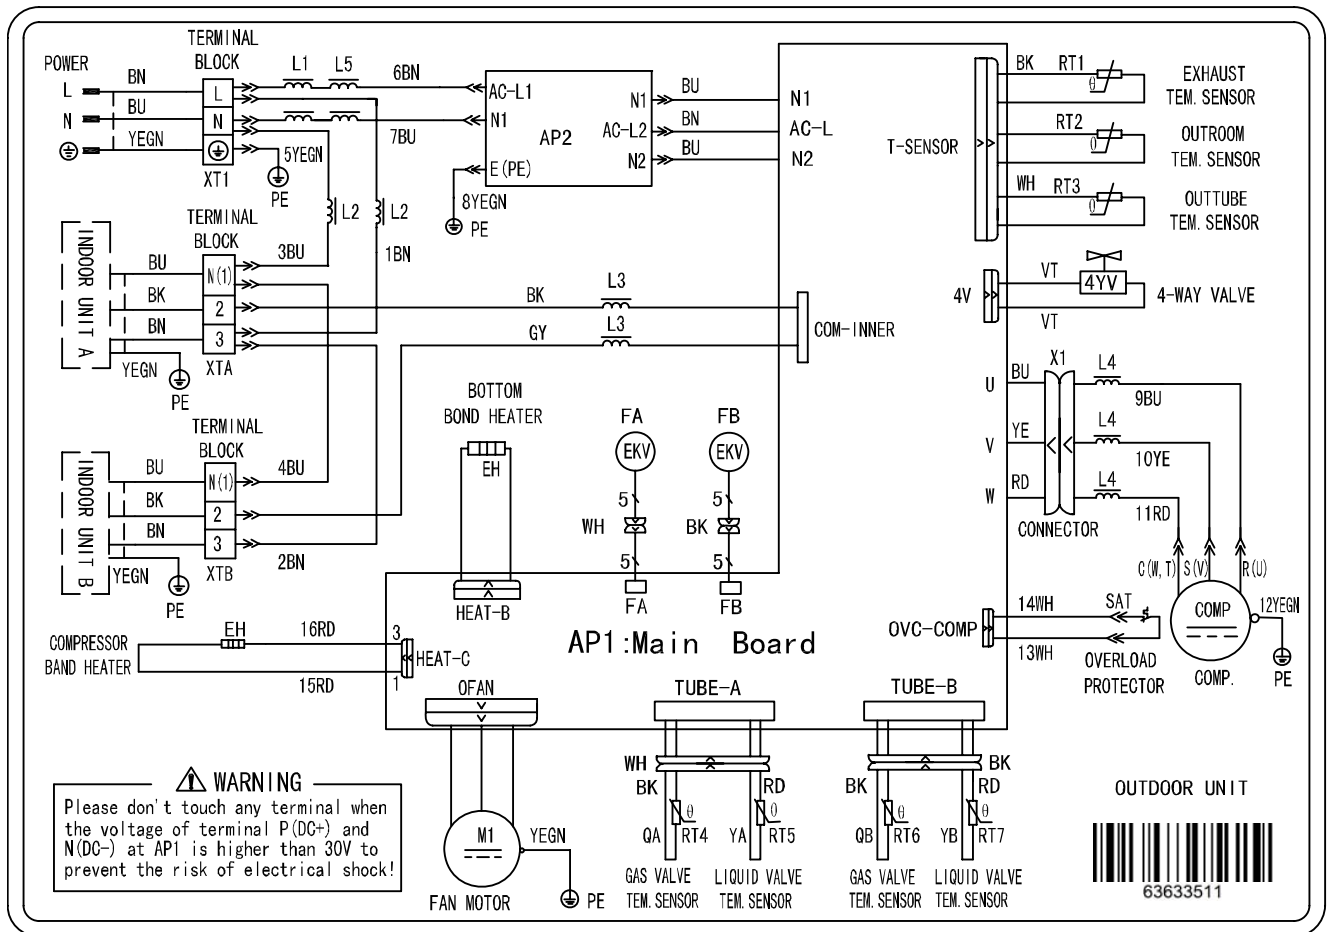 POWER
L
N
BN
BU
YEGN
TERMINAL
BLOCK
L
N
XT1
L1
L5
6BN
7BU
5YEGN
PE
AC-L1
N1
E(PE)
AP2
N1
AC-L2
N2
8YEGN
PE
BU
BN
BU
N1
AC-L
N2
T-SENSOR
BK
RT1
θ
EXHAUST
TEM. SENSOR
RT2
θ
OUTROOM
TEM. SENSOR
WH
RT3
θ
OUTTUBE
TEM. SENSOR
L2
L2
1BN
INDOOR UNIT A
BU
BK
BN
YEGN
PE
TERMINAL
BLOCK
N(1)
2
3
XTA
3BU
BK
L3
GY
L3
COM-INNER
4V
VT
4YV
VT
4-WAY VALVE
U
V
W
BU
YE
RD
X1
CONNECTOR
L4
9BU
L4
10YE
L4
11RD
C(W,T)
S(V)
R(U)
COMP
COMP.
12YEGN
PE
INDOOR UNIT B
BU
BK
BN
YEGN
PE
TERMINAL
BLOCK
N(1)
2
3
XTB
4BU
2BN
BOTTOM
BOND HEATER
EH
HEAT-B
FA
EKV
5
WH
5
FA
FB
EKV
5
BK
5
FB
AP1:Main Board
OVC-COMP
14WH
SAT
13WH
OVERLOAD
PROTECTOR
COMPRESSOR
BAND HEATER
EH
16RD
15RD
3
1
HEAT-C
OFAN
M1
FAN MOTOR
YEGN
PE
TUBE-A
WH
BK
RD
θ
θ
QA
RT4
YA
RT5
GAS VALVE
TEM. SENSOR
LIQUID VALVE
TEM. SENSOR
TUBE-B
BK
BK
RD
θ
θ
QB
RT6
YB
RT7
GAS VALVE
TEM. SENSOR
LIQUID VALVE
TEM. SENSOR
WARNING
Please don't touch any terminal when
the voltage of terminal P(DC+) and
N(DC-) at AP1 is higher than 30V to
prevent the risk of electrical shock!
OUTDOOR UNIT
63633511